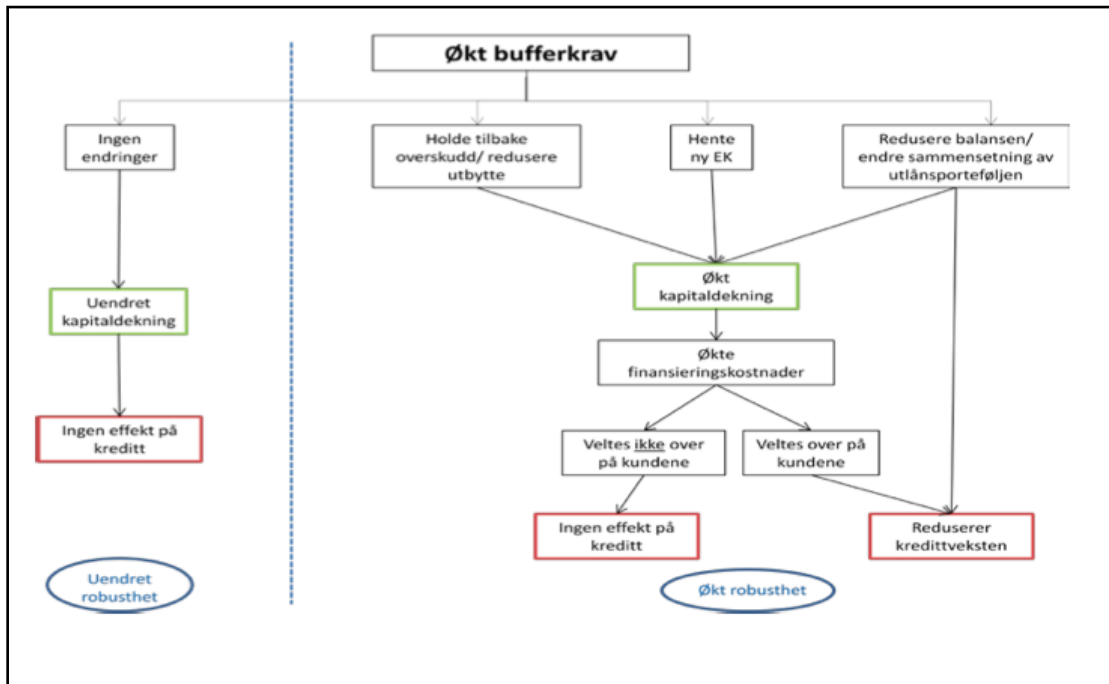 Økt bufferkrav
Ingen
endringer
Holde tilbake
overskudd/ redusere
utbytte
Hente
ny EK
Redusere balansen/
endre sammensetning av
utlånsporteføljen
Økt
kapitaldekning
Uendret
kapitaldekning
Økte
finansieringskostnader
Ingen effekt på
kreditt
Veltes ikke over
på kundene
Veltes over på
kundene
Ingen effekt på
kreditt
Reduserer
kredittveksten
Uendret
robusthet
Økt robusthet